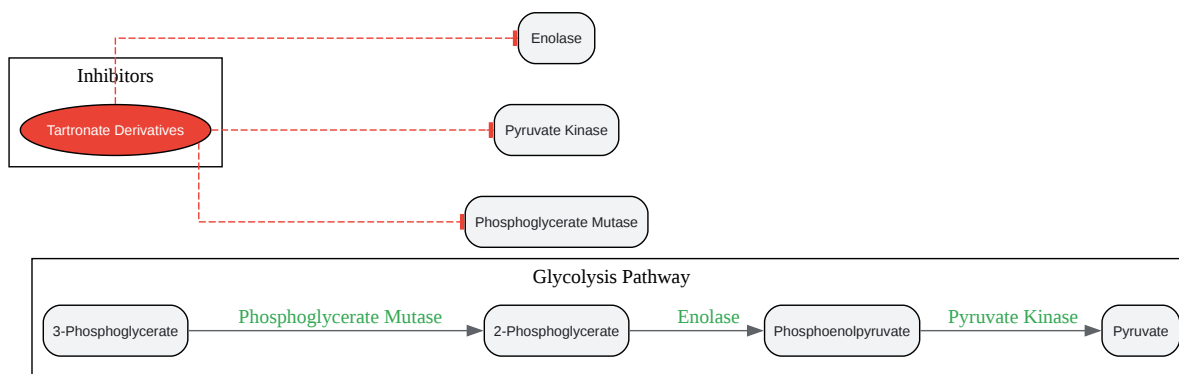 Enolase
Inhibitors
Tartronate Derivatives
Pyruvate Kinase
Phosphoglycerate Mutase
Glycolysis Pathway
3-Phosphoglycerate
Phosphoglycerate Mutase
2-Phosphoglycerate
Enolase
Phosphoenolpyruvate
Pyruvate Kinase
Pyruvate